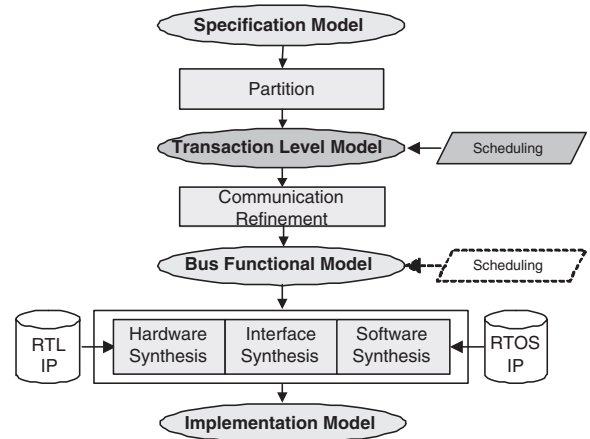 Specification Model
Partition
Transaction Level Model
Scheduling
Communication
Refinement
Bus Functional Model
Scheduling
RTL
IP
Hardware
Synthesis
Interface
Synthesis
Software
Synthesis
RTOS
IP
Implementation Model